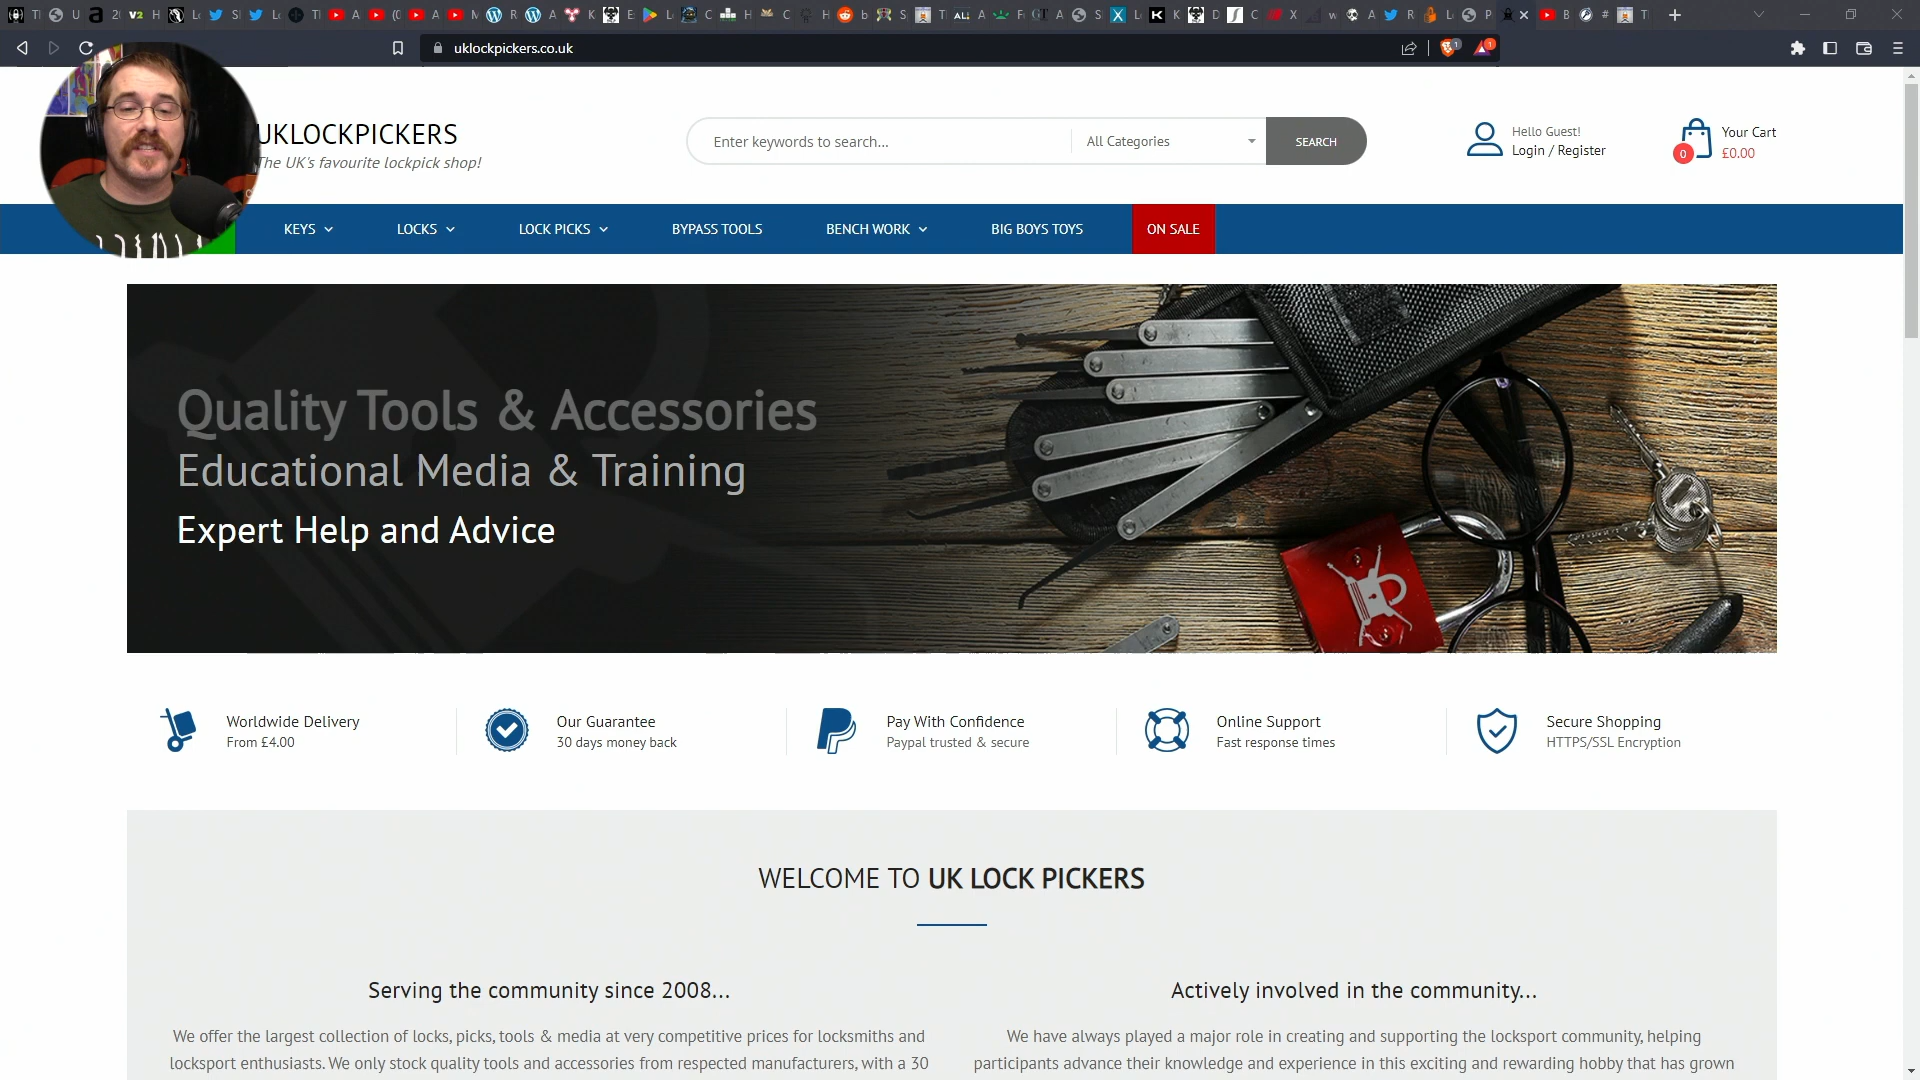 uklockpickers.co.uk
UKLOCKPICKERS
The UK's favourite lockpick shop!
Enter keywords to search...
All Categories
SEARCH
Hello Guest!
Login / Register
0
Your Cart
£0.00
KEYS
LOCKS
LOCK PICKS
BYPASS TOOLS
BENCH WORK
BIG BOYS TOYS
ON SALE
Quality Tools & Accessories
Educational Media & Training
Expert Help and Advice
Worldwide Delivery
From £4.00
Our Guarantee
30 days money back
Pay With Confidence
Paypal trusted & secure
Online Support
Fast response times
Secure Shopping
HTTPS/SSL Encryption
WELCOME TO UK LOCK PICKERS
Serving the community since 2008...
We offer the largest collection of locks, picks, tools & media at very competitive prices for locksmiths and
locksport enthusiasts. We only stock quality tools and accessories from respected manufacturers, with a 30
Actively involved in the community...
We have always played a major role in creating and supporting the locksport community, helping
participants advance their knowledge and experience in this exciting and rewarding hobby that has grown